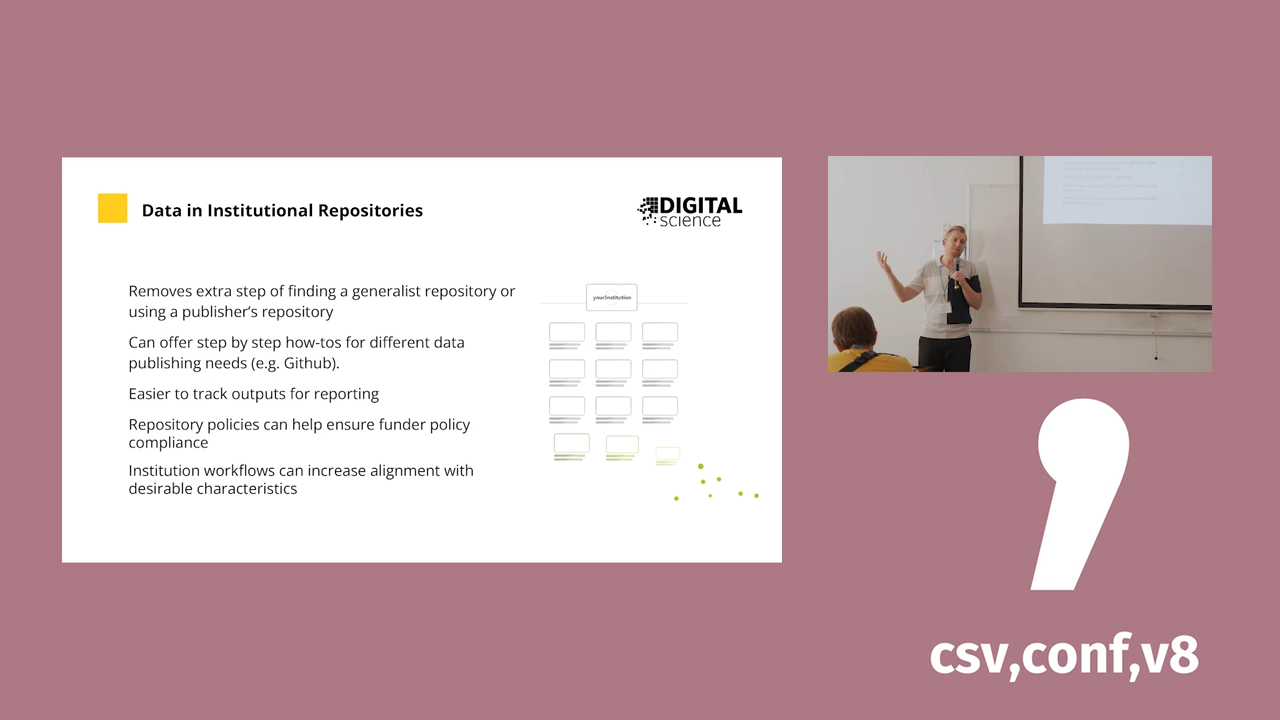 Data in Institutional Repositories
DIGITAL
science
Removes extra step of finding a generalist repository or
using a publisher’s repository
Can offer step by step how-tos for different data
publishing needs (e.g. Github).
Easier to track outputs for reporting
Repository policies can help ensure funder policy
compliance
Institution workflows can increase alignment with
desirable characteristics
yourInstitution
csv,conf,v8